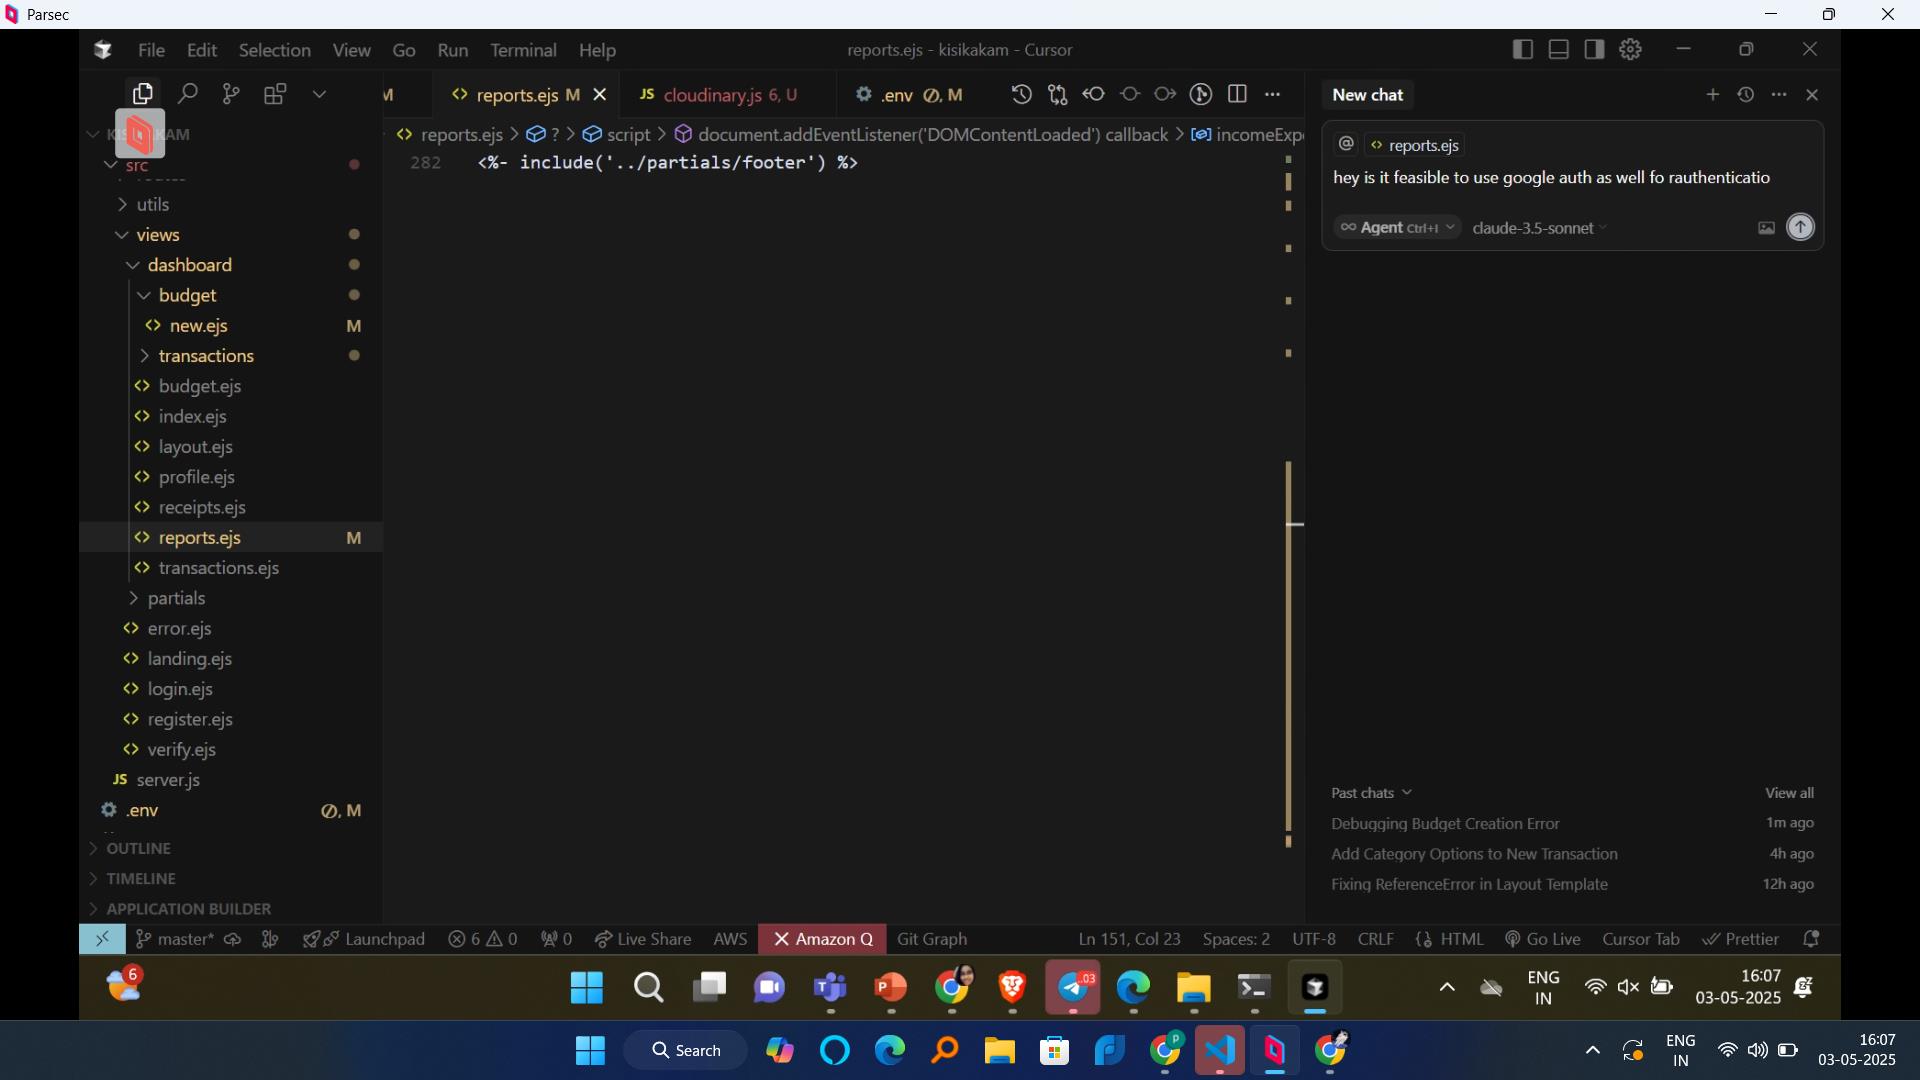 Parsec
File Edit Selection View Go Run Terminal Help
reports.ejs - kisikakam - Cursor
M
reports.ejs M
JS cloudinary.js 6, U
.env M
New chat
reports.ejs > ? > script > document.addEventListener('DOMContentLoaded') callback > incomeExp
282 <%- include('../partials/footer') %>
@ reports.ejs
hey is it feasible to use google auth as well fo rauthenticatio
Agent Ctrl+I claude-3.5-sonnet
src
utils
views
dashboard
budget
new.ejs M
transactions
budget.ejs
index.ejs
layout.ejs
profile.ejs
receipts.ejs
reports.ejs M
transactions.ejs
partials
error.ejs
landing.ejs
login.ejs
register.ejs
verify.ejs
JS server.js
.env M
OUTLINE
TIMELINE
APPLICATION BUILDER
Past chats View all
Debugging Budget Creation Error 1m ago
Add Category Options to New Transaction 4h ago
Fixing ReferenceError in Layout Template 12h ago
master* Launchpad 6 0 0 Live Share AWS Amazon Q Git Graph Ln 151, Col 23 Spaces: 2 UTF-8 CRLF {} HTML Go Live Cursor Tab Prettier
6
03
ENG
IN
16:07
03-05-2025
Search
ENG
IN
16:07
03-05-2025